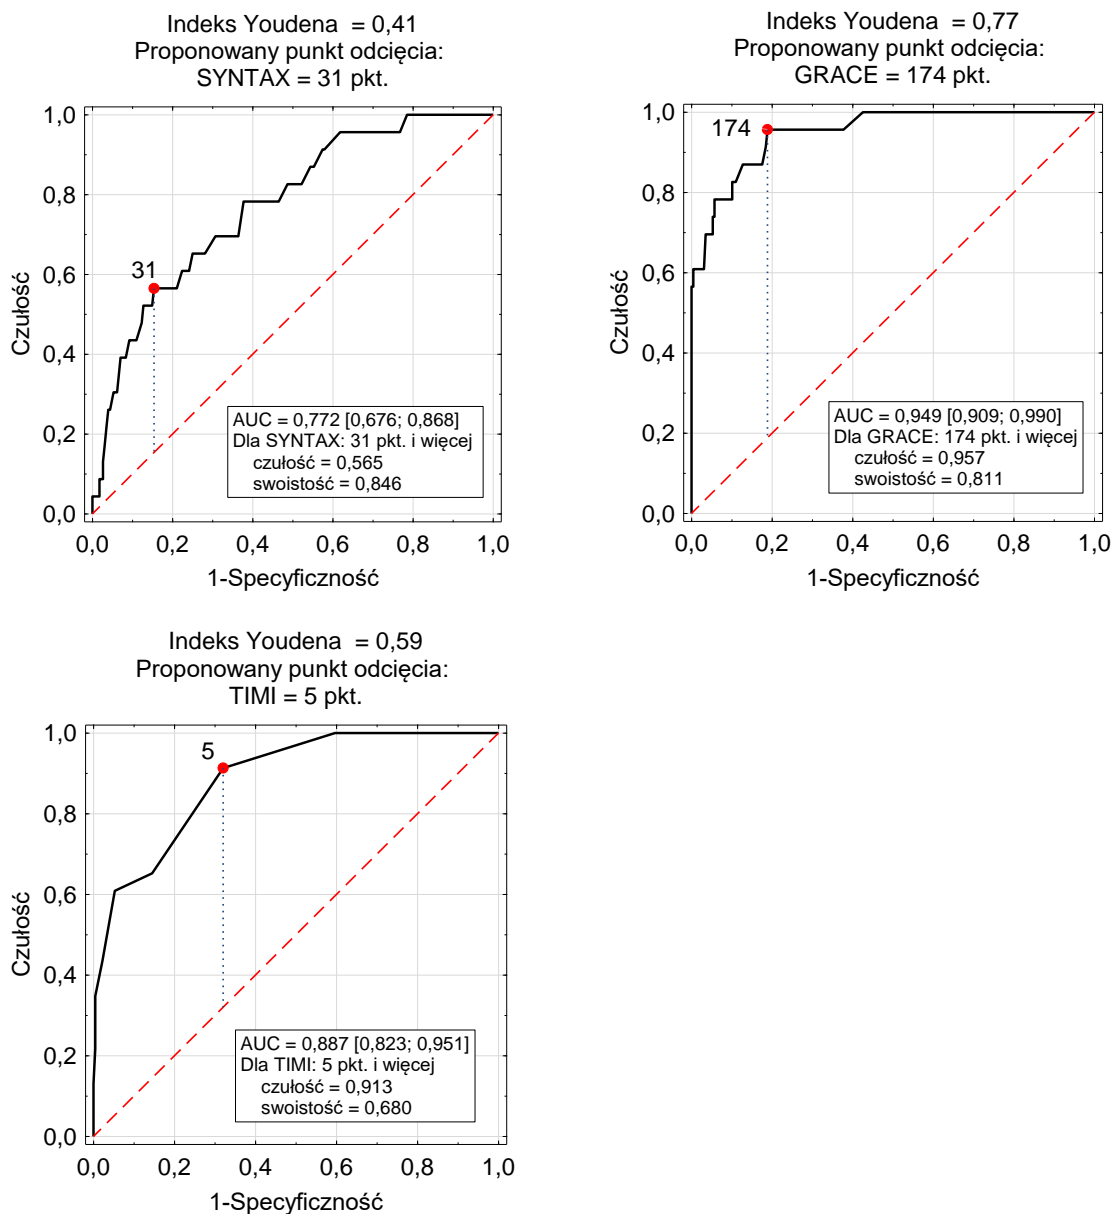 Indeks Youdena  = 0,41
Proponowany punkt odcięcia:
SYNTAX = 31 pkt.
1,0
0,8
0,6
0,4
0,2
0,0
Czułość
31
AUC = 0,772 [0,676; 0,868]
Dla SYNTAX: 31 pkt. i więcej
czułość = 0,565
swoistość = 0,846
0,0 0,2 0,4 0,6 0,8 1,0
1-Specyficzność
Indeks Youdena  = 0,77
Proponowany punkt odcięcia:
GRACE = 174 pkt.
1,0
0,8
0,6
0,4
0,2
0,0
Czułość
174
AUC = 0,949 [0,909; 0,990]
Dla GRACE: 174 pkt. i więcej
czułość = 0,957
swoistość = 0,811
0,0 0,2 0,4 0,6 0,8 1,0
1-Specyficzność
Indeks Youdena  = 0,59
Proponowany punkt odcięcia:
TIMI = 5 pkt.
1,0
0,8
0,6
0,4
0,2
0,0
Czułość
5
AUC = 0,887 [0,823; 0,951]
Dla TIMI: 5 pkt. i więcej
czułość = 0,913
swoistość = 0,680
0,0 0,2 0,4 0,6 0,8 1,0
1-Specyficzność